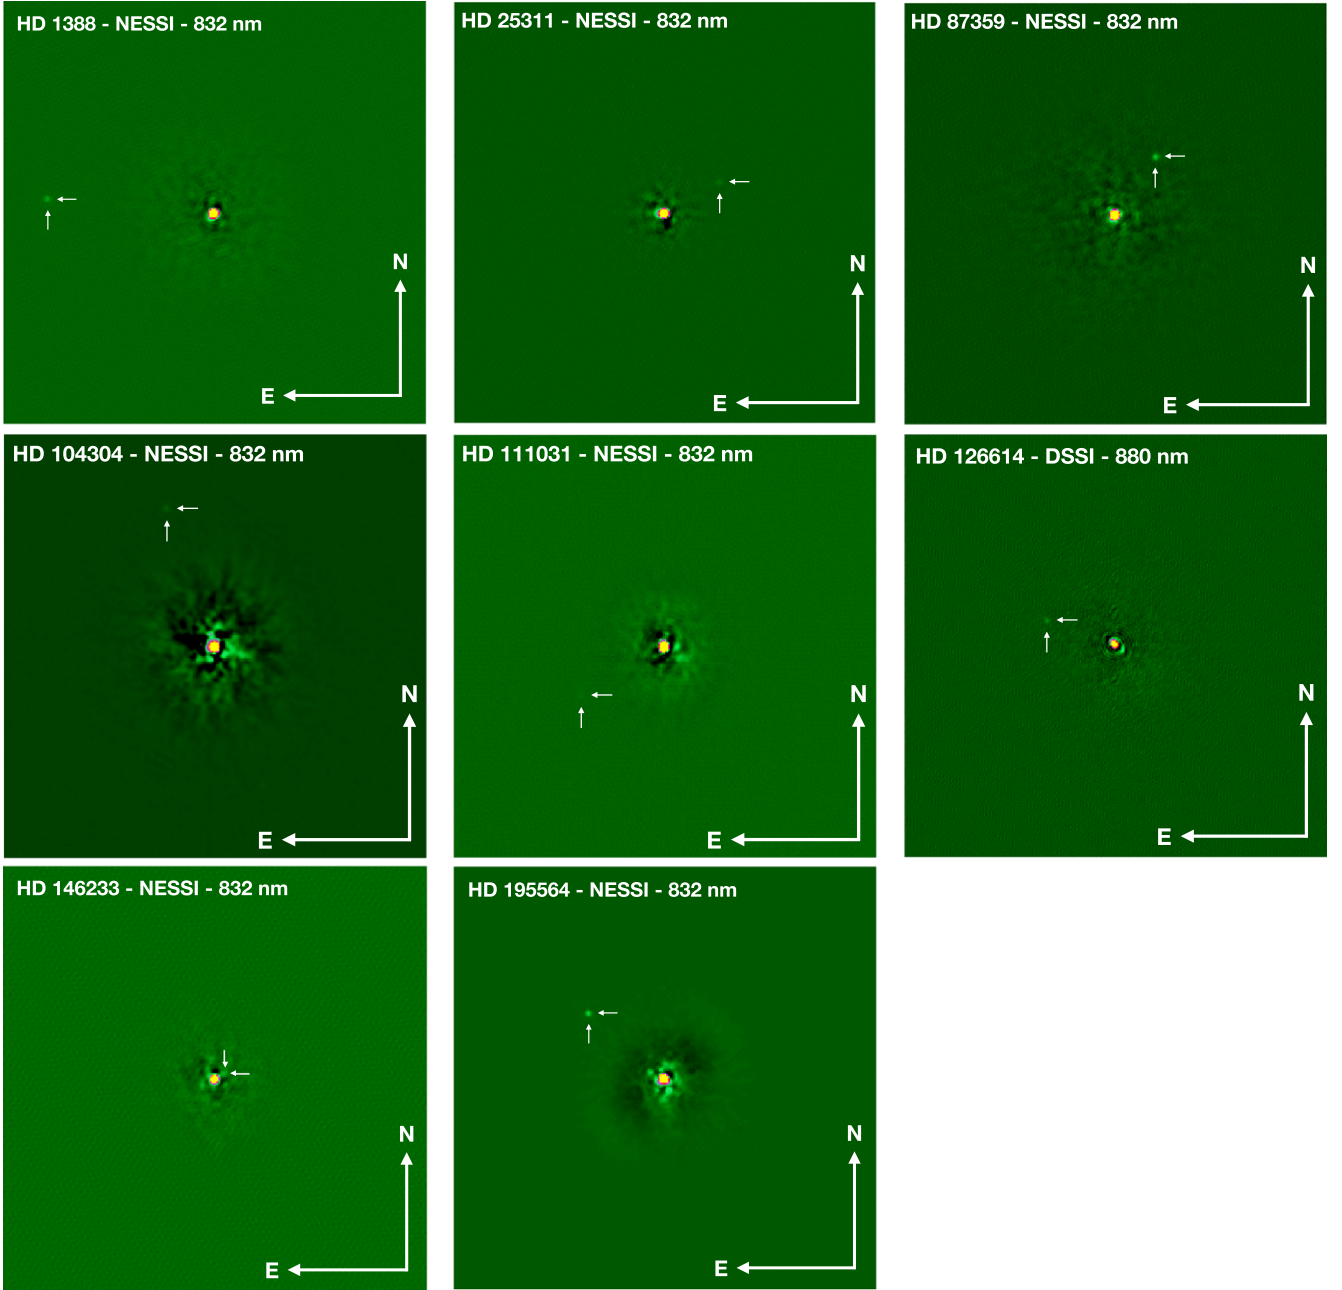 HD 1388 - NESSI - 832 nm
N
E
HD 25311 - NESSI - 832 nm
N
E
HD 87359 - NESSI - 832 nm
N
E
HD 104304 - NESSI - 832 nm
N
E
HD 111031 - NESSI - 832 nm
N
E
HD 126614 - DSSI - 880 nm
N
E
HD 146233 - NESSI - 832 nm
N
E
HD 195564 - NESSI - 832 nm
N
E